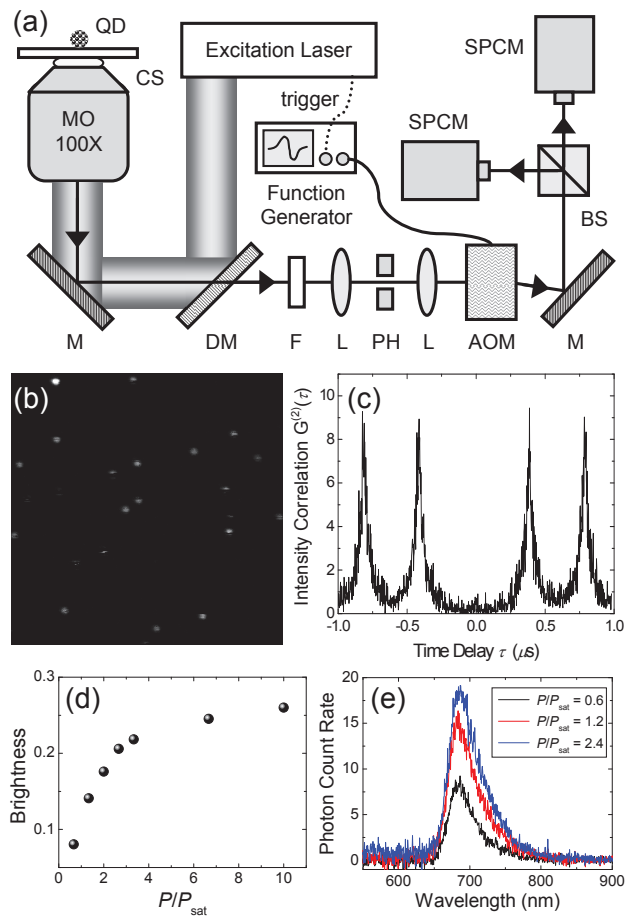 (a)
QD
CS
MO
100X
Excitation Laser
trigger
Function
Generator
SPCM
SPCM
BS
M
DM
F
L
PH
L
AOM
M
(b)
(c)
Intensity Correlation G(2)(τ)
10
8
6
4
2
0
-1.0
-0.5
0.0
0.5
1.0
Time Delay τ (μs)
(d)
Brightness
0.3
0.2
0.1
0
2
4
6
8
10
P/Psat
(e)
Photon Count Rate
20
15
10
5
0
P/Psat = 0.6
P/Psat = 1.2
P/Psat = 2.4
600
700
800
900
Wavelength (nm)